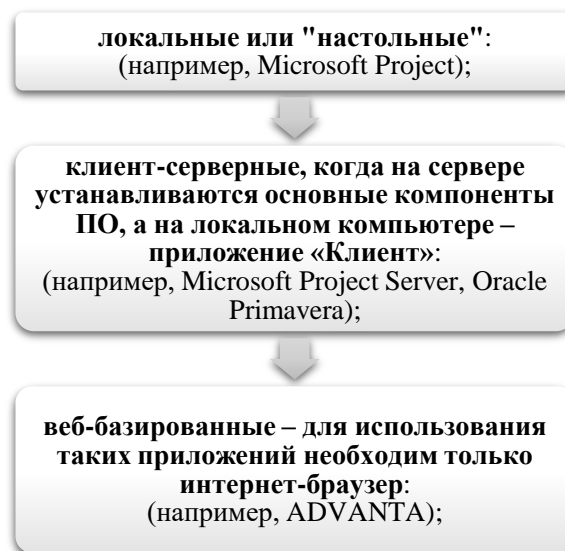 локальные или "настольные":
(например, Microsoft Project);
клиент-серверные, когда на сервере
устанавливаются основные компоненты
ПО, а на локальном компьютере –
приложение «Клиент»:
(например, Microsoft Project Server, Oracle
Primavera);
веб-базированные – для использования
таких приложений необходим только
интернет-браузер:
(например, ADVANTA);